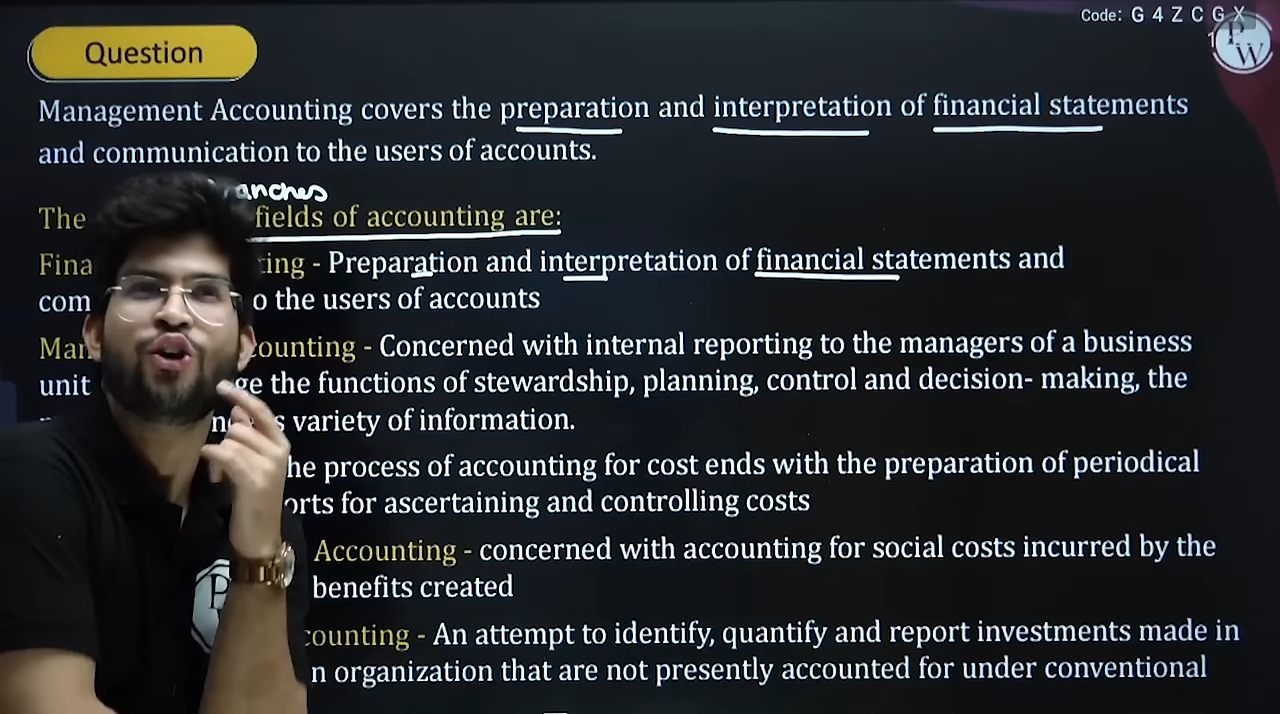 Code: G 4 Z C G X
1
P
W
Question
Management Accounting covers the preparation and interpretation of financial statements
and communication to the users of accounts.
ranches
The fields of accounting are:
Fina ting - Preparation and interpretation of financial statements and
com o the users of accounts
Man counting - Concerned with internal reporting to the managers of a business
unit ge the functions of stewardship, planning, control and decision- making, the
s variety of information.
he process of accounting for cost ends with the preparation of periodical
orts for ascertaining and controlling costs
Accounting - concerned with accounting for social costs incurred by the
benefits created
counting - An attempt to identify, quantify and report investments made in
n organization that are not presently accounted for under conventional
P
W